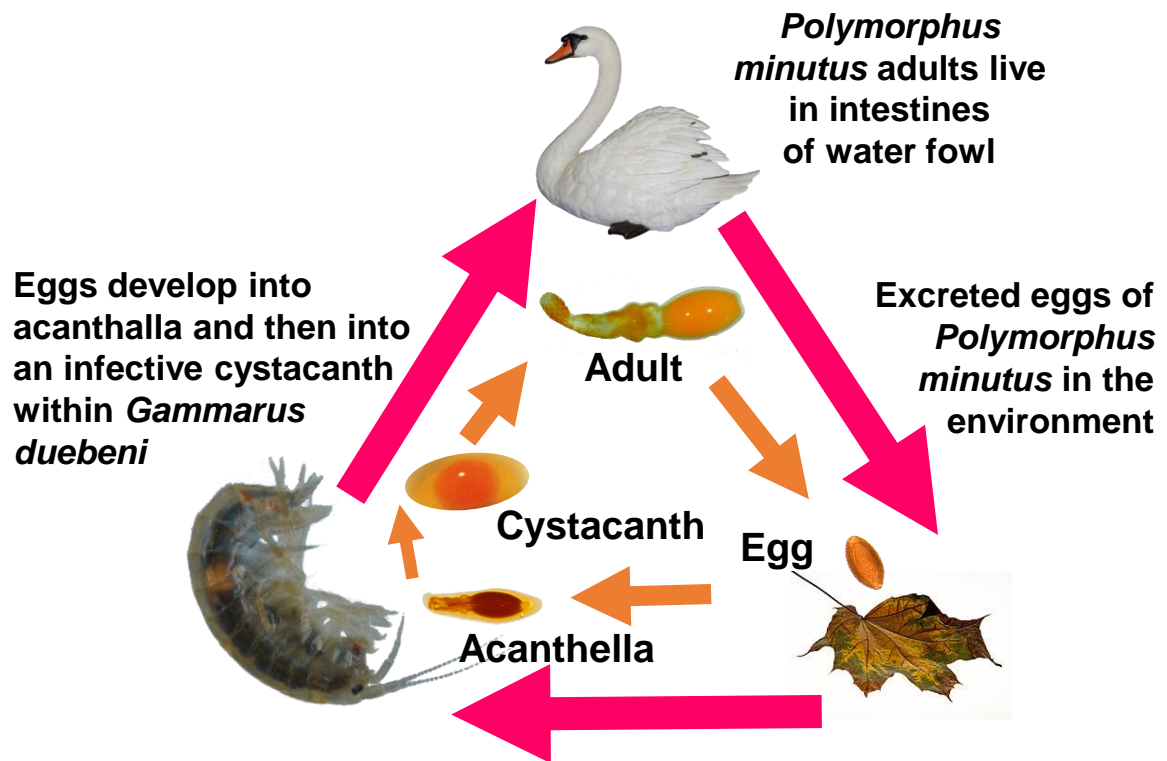 Polymorphus
minutus adults live
in intestines
of water fowl
Eggs develop into
acanthalla and then into
an infective cystacanth
within Gammarus
duebeni
Excreted eggs of
Polymorphus
minutus in the
environment
Adult
Cystacanth
Egg
Acanthella